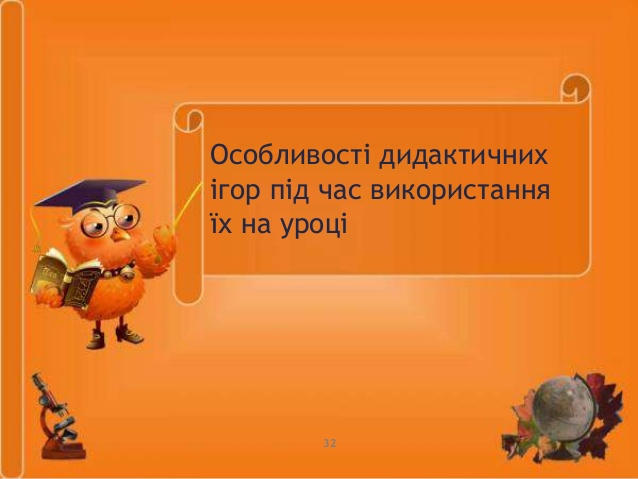 Особливості дидактичних
ігор під час використання
їх на уроці
32